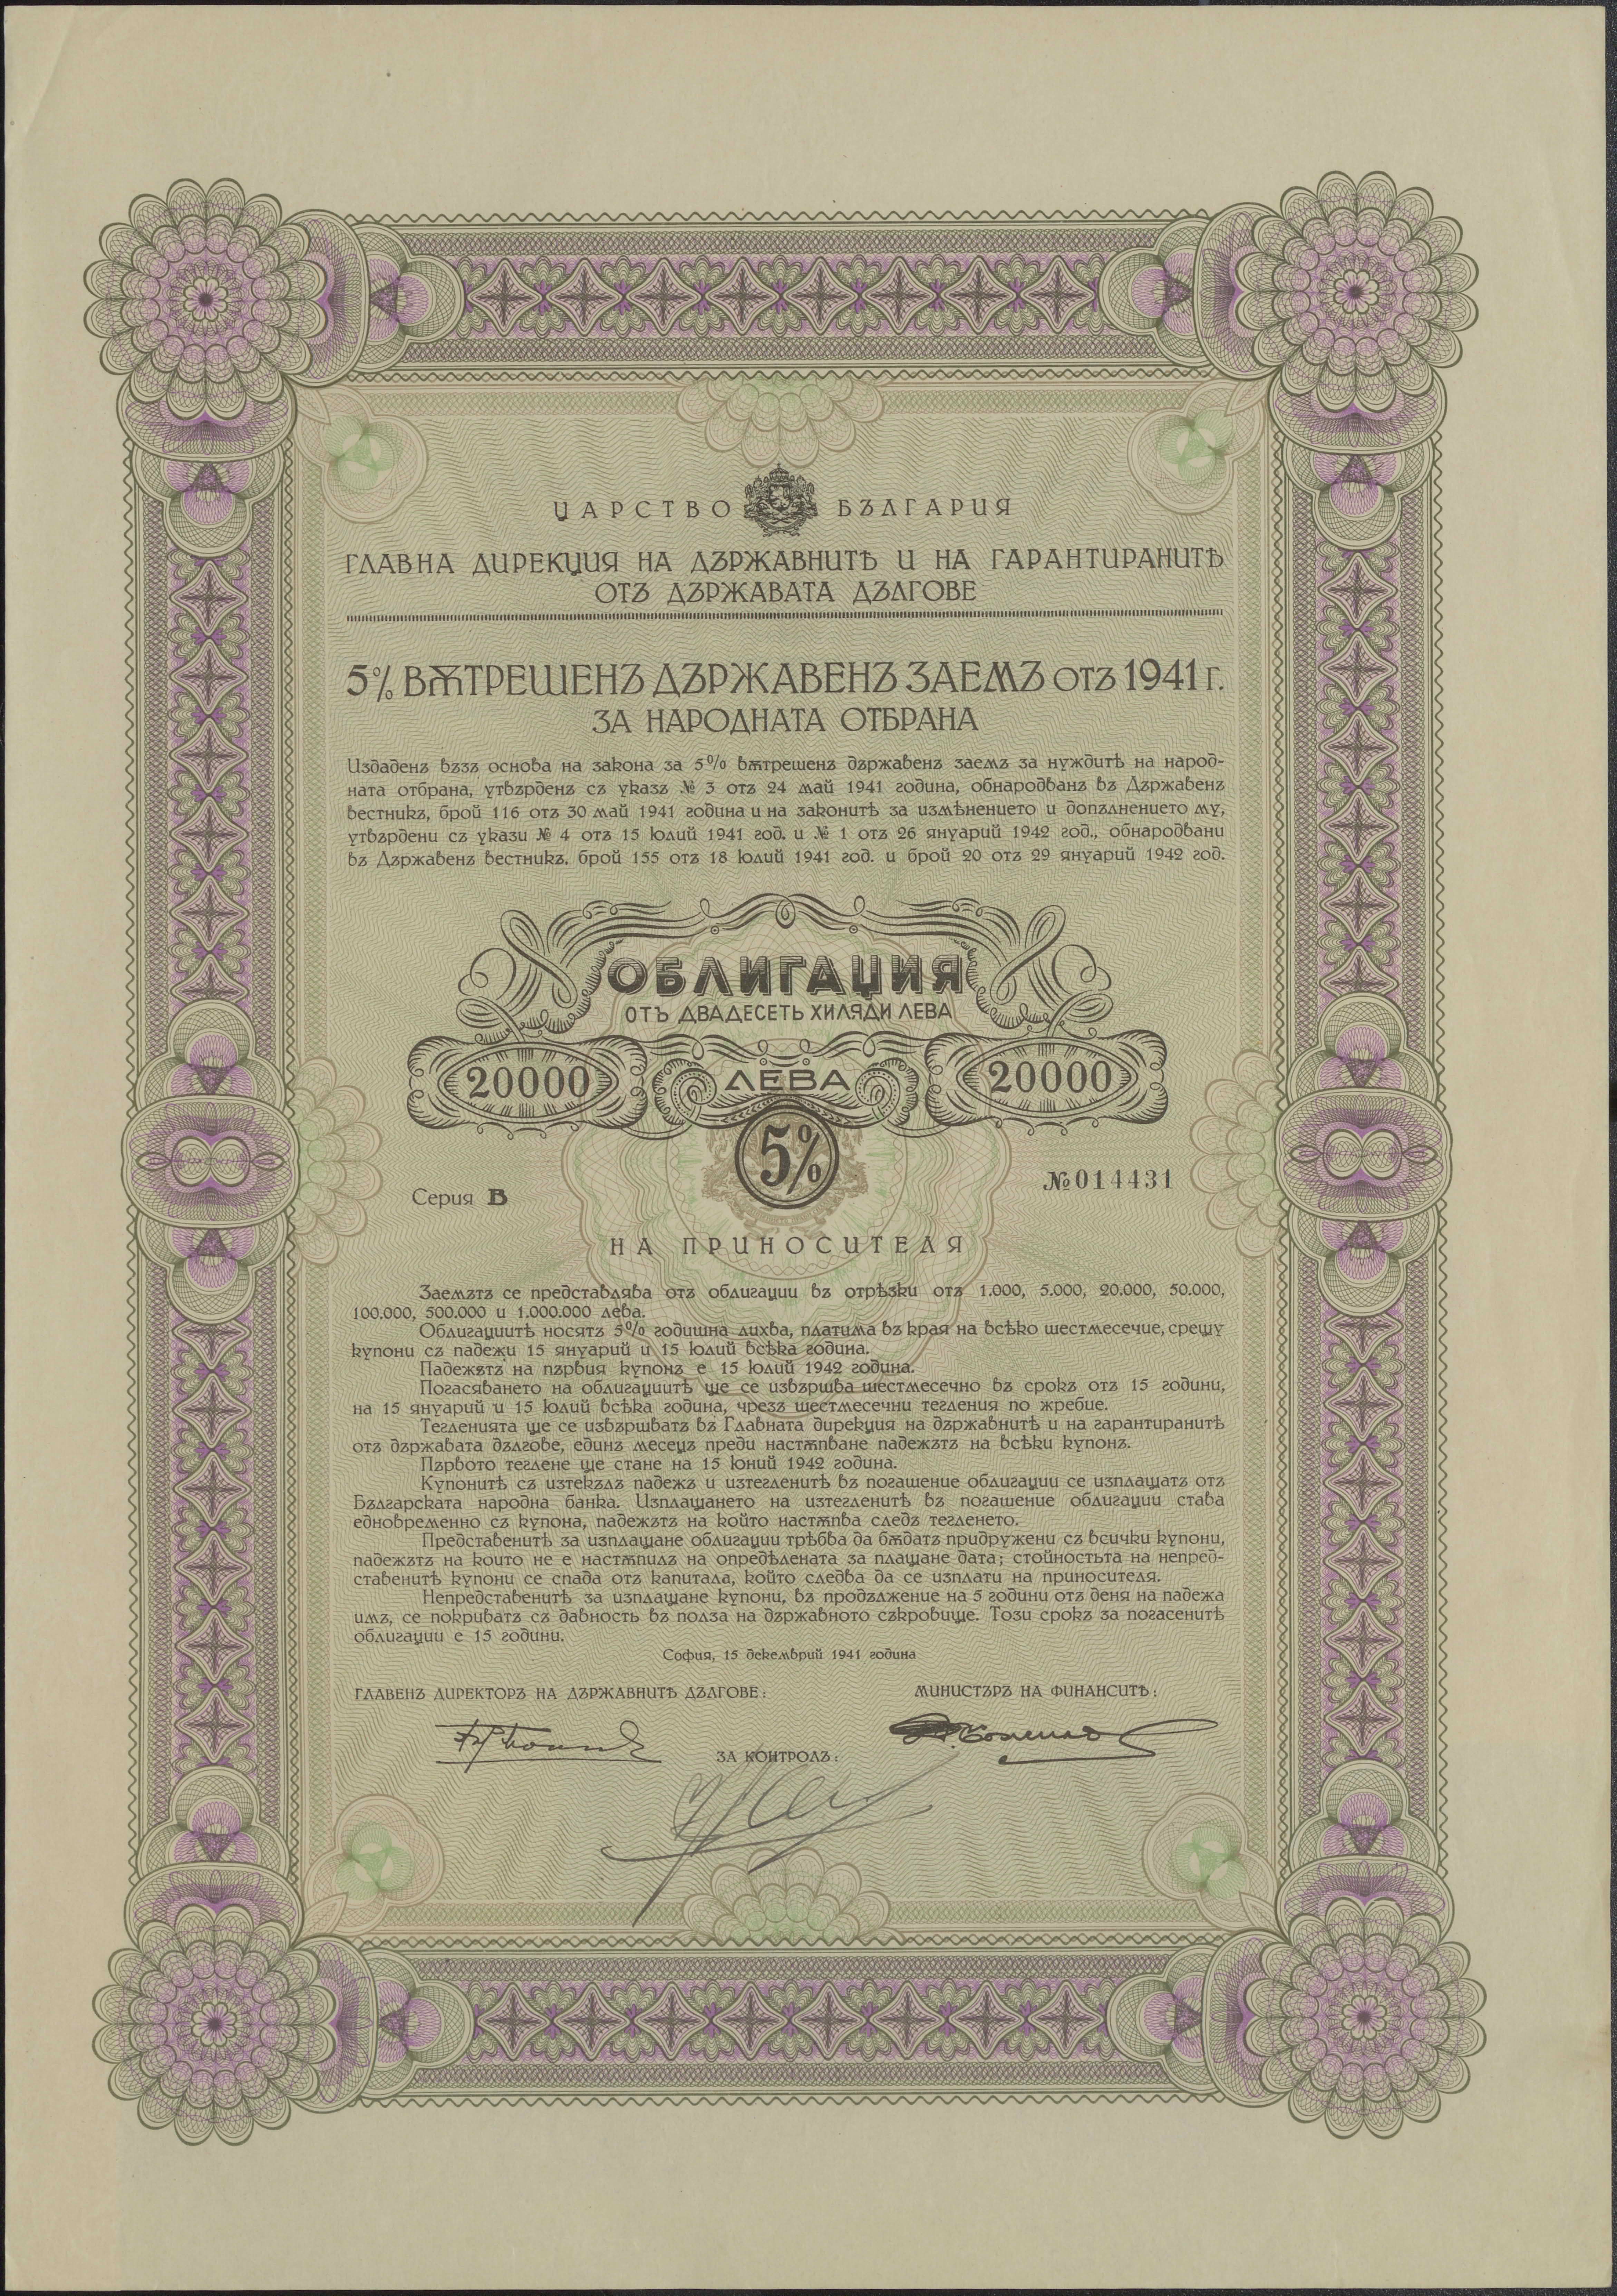 ЦАРСТВО БЪЛГАРИЯ
ГЛАВНА ДИРЕКЦИЯ НА ДЪРЖАВНИТѢ И НА ГАРАНТИРАНИТѢ
ОТЪ ДЪРЖАВАТА ДЪЛГОВЕ
5% ВѪТРЕШЕНЪ ДЪРЖАВЕНЪ ЗАЕМЪ ОТЪ 1941 Г.
ЗА НАРОДНАТА ОТБРАНА
Издаденъ възъ основа на закона за 5% вѫтрешенъ държавенъ заемъ за нуждитѣ на народ-
ната отбрана, утвърденъ съ указъ № 3 отъ 24 май 1941 година, обнародванъ въ Държавенъ
вестникъ, брой 116 отъ 30 май 1941 година и на законитѣ за измѣнението и допълнението му,
утвърдени съ укази № 4 отъ 15 юлий 1941 год. и № 1 отъ 26 януарий 1942 год., обнародвани
въ Държавенъ вестникъ, брой 155 отъ 18 юлий 1941 год. и брой 20 отъ 29 януарий 1942 год.
ОБЛИГАЦИЯ
ОТЪ ДВАДЕСЕТЬ ХИЛЯДИ ЛЕВА
20000 ЛЕВА 20000
5%
Серия В №014431
НА ПРИНОСИТЕЛЯ
Заемътъ се представлява отъ облигации въ отрѣзки отъ 1.000, 5.000, 20.000, 50.000,
100.000, 500.000 и 1.000.000 лева.
Облигациитѣ носятъ 5% годишна лихва, платима въ края на всѣко шестмесечие, срещу
купони съ падежи 15 януарий и 15 юлий всѣка година.
Падежътъ на първия купонъ е 15 юлий 1942 година.
Погасяването на облигациитѣ ще се извършва шестмесечно въ срокъ отъ 15 години,
на 15 януарий и 15 юлий всѣка година, чрезъ шестмесечни тегления по жребие.
Тегленията ще се извършватъ въ Главната дирекция на държавнитѣ и на гарантиранитѣ
отъ държавата дългове, единъ месецъ преди настѫпване падежътъ на всѣки купонъ.
Първото теглене ще стане на 15 юний 1942 година.
Купонитѣ съ изтекълъ падежъ и изтегленитѣ въ погашение облигации се изплащатъ отъ
Българската народна банка. Изплащането на изтегленитѣ въ погашение облигации става
едновременно съ купона, падежътъ на който настѫпва следъ тегленето.
Представенитѣ за изплащане облигации трѣбва да бѫдатъ придружени съ всички купони,
падежътъ на които не е настѫпилъ на опредѣлената за плащане дата; стойностьта на непред-
ставенитѣ купони се спада отъ капитала, който следва да се изплати на приносителя.
Непредставенитѣ за изплащане купони, въ продължение на 5 години отъ деня на падежа
имъ, се покриватъ съ давность въ полза на държавното съкровище. Този срокъ за погасенитѣ
облигации е 15 години.
София, 15 декемврий 1941 година
ГЛАВЕНЪ ДИРЕКТОРЪ НА ДЪРЖАВНИТѢ ДЪЛГОВЕ: МИНИСТЪРЪ НА ФИНАНСИТѢ:
ЗА КОНТРОЛЪ: